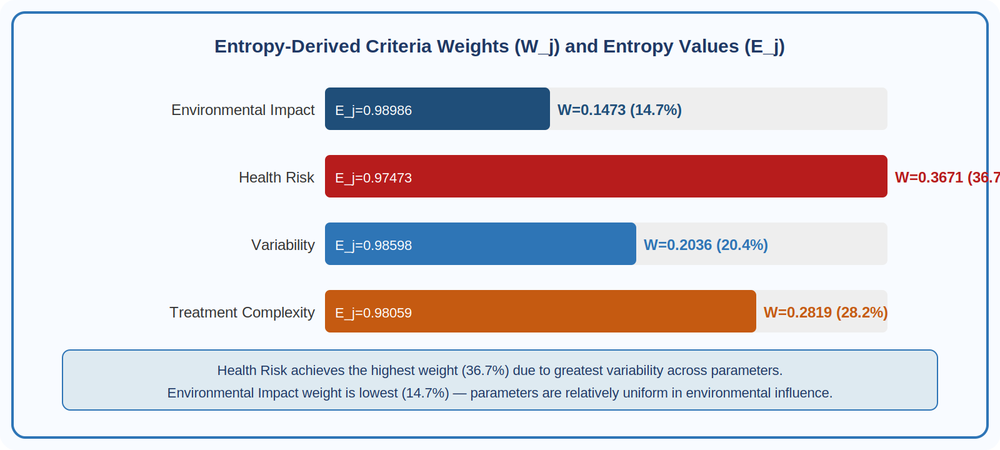 Entropy-Derived Criteria Weights (W_j) and Entropy Values (E_j)
Environmental Impact E_j=0.98986 W=0.1473 (14.7%)
Health Risk E_j=0.97473 W=0.3671 (36.7
Variability E_j=0.98598 W=0.2036 (20.4%)
Treatment Complexity E_j=0.98059 W=0.2819 (28.2%)
Health Risk achieves the highest weight (36.7%) due to greatest variability across parameters.
Environmental Impact weight is lowest (14.7%) — parameters are relatively uniform in environmental influence.